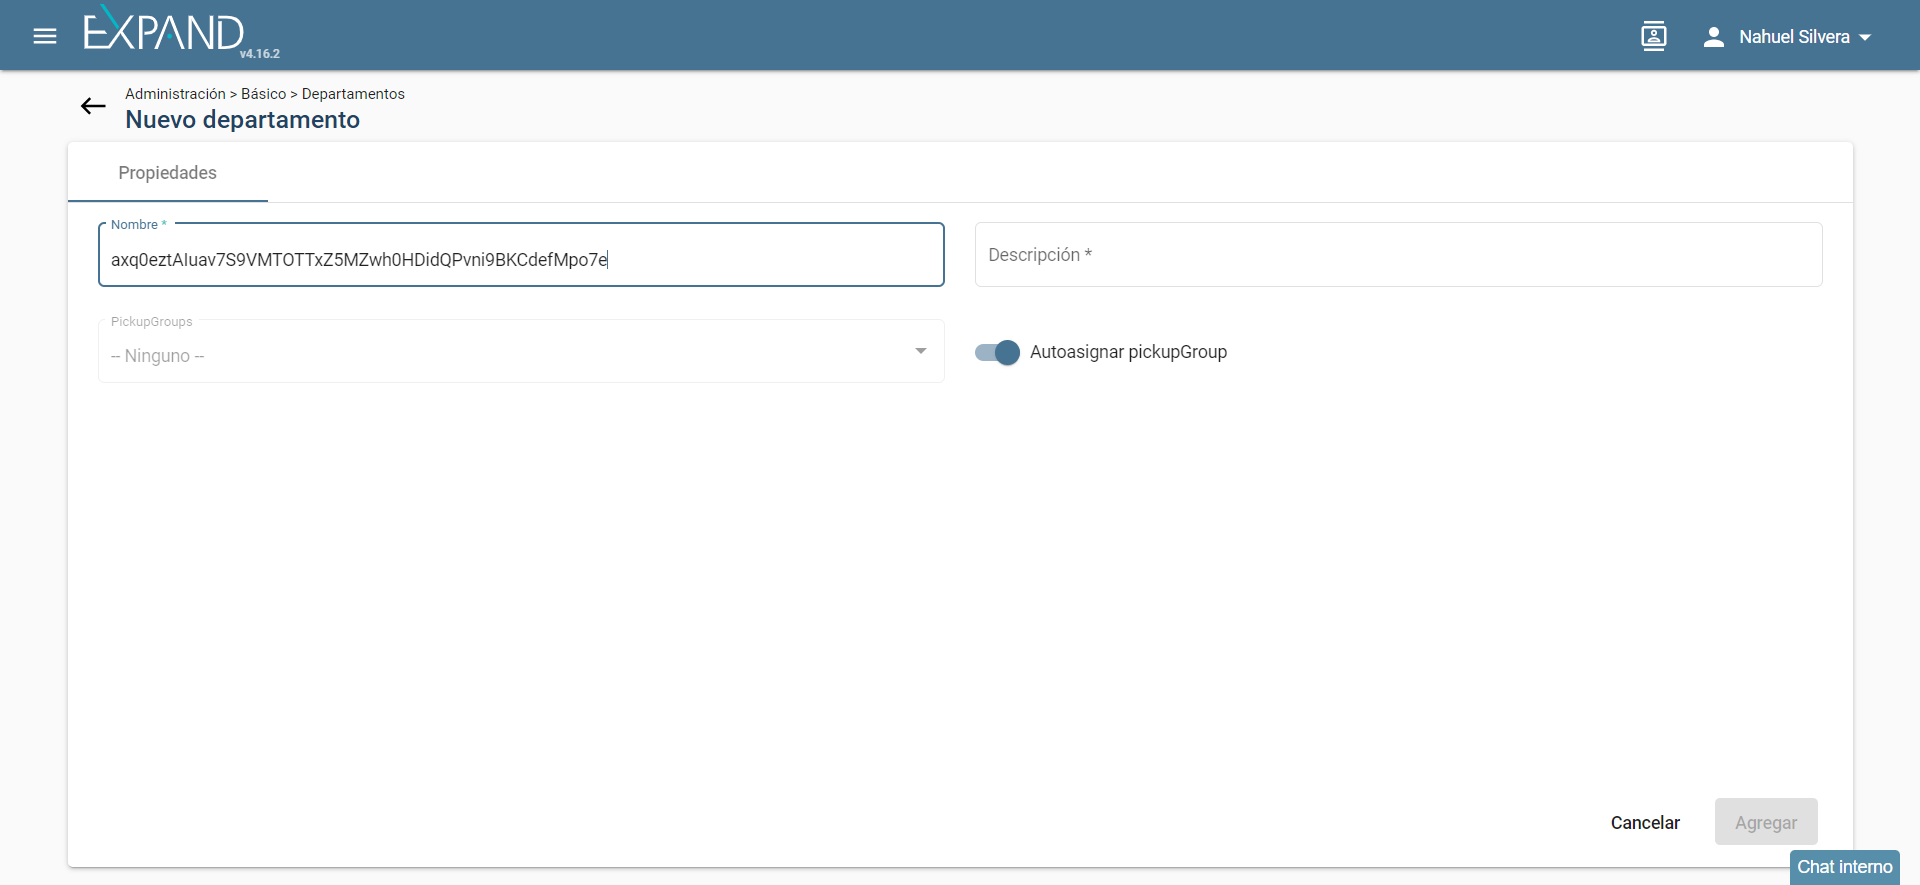 EXPAND
v4.16.2
Nahuel Silvera
Administración > Básico > Departamentos
Nuevo departamento
Propiedades
Nombre *
axq0eztAIuav7S9VMTOTTxZ5MZwh0HDidQPvni9BKCdefMpo7e
Descripción *
PickupGroups
-- Ninguno --
Autoasignar pickupGroup
Cancelar
Agregar
Chat interno